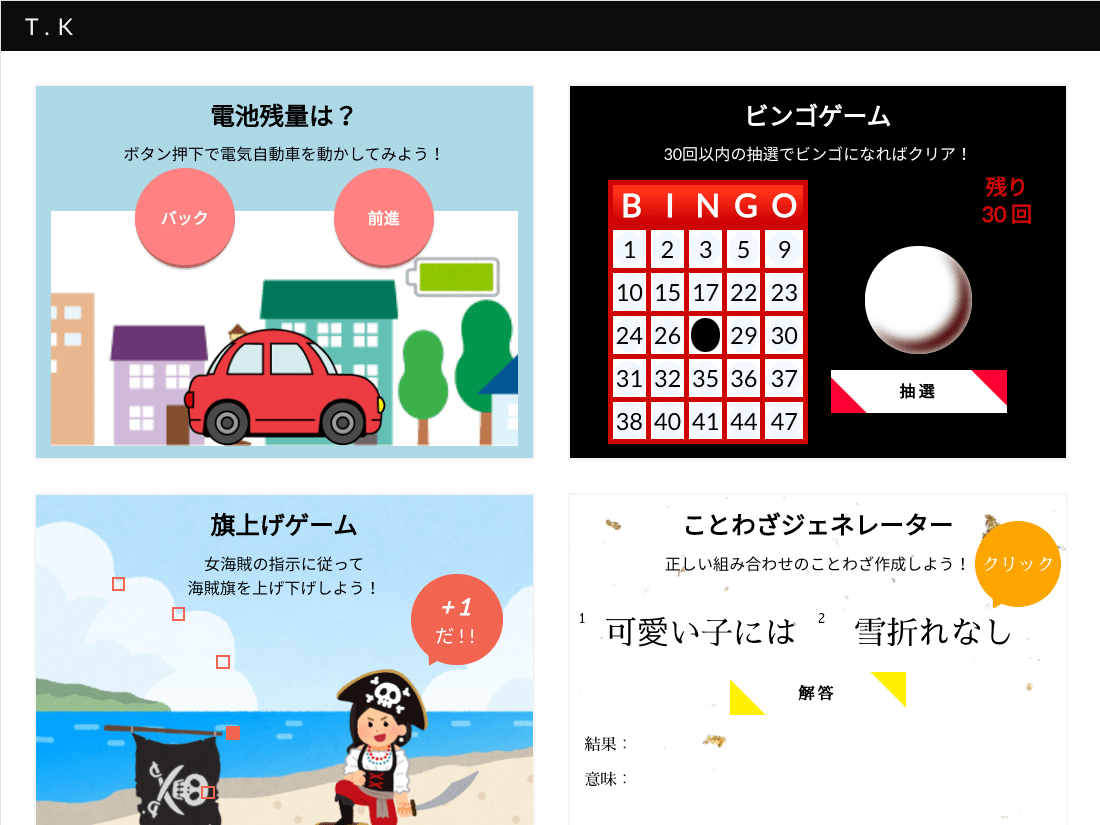 T.K
電池残量は？
ボタン押下で電気自動車を動かしてみよう！
バック
前進
ビンゴゲーム
30回以内の抽選でビンゴになればクリア！
残り
30 回
B I N G O
1 2 3 5 9
10 15 17 22 23
24 26 29 30
31 32 35 36 37
38 40 41 44 47
抽選
旗上げゲーム
女海賊の指示に従って
海賊旗を上げ下げしよう！
+1
だ!!
ことわざジェネレーター
正しい組み合わせのことわざ作成しよう！
クリック
1 可愛い子には 2 雪折れなし
解答
結果：
意味：